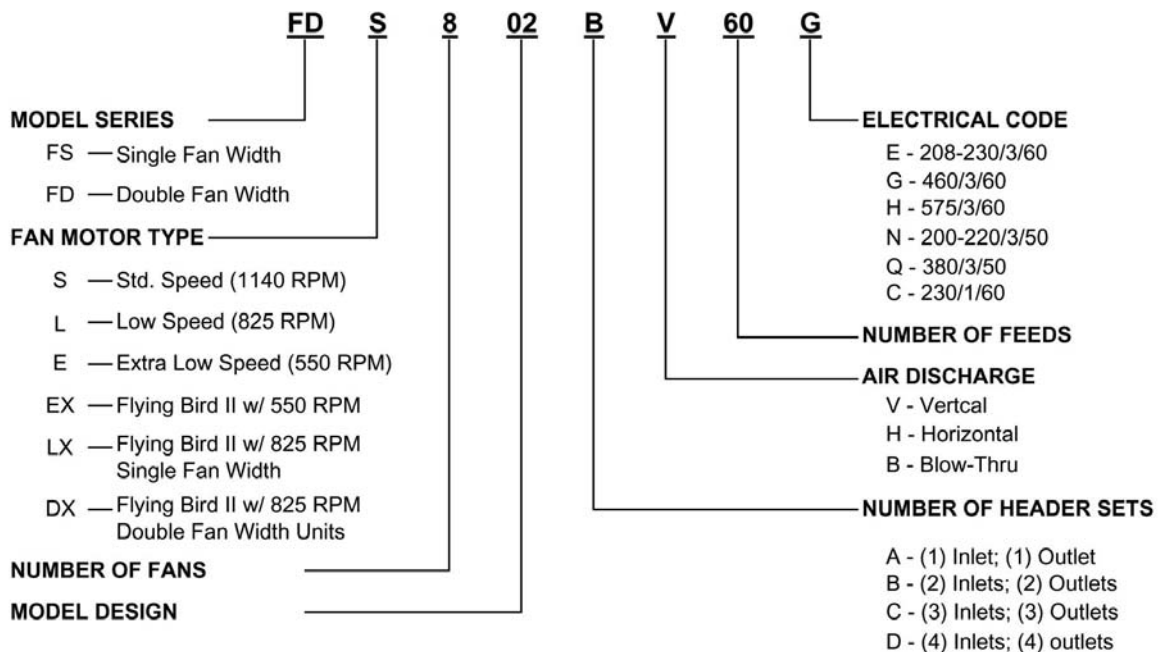 FD S 8 02 B V 60 G
MODEL SERIES
FS — Single Fan Width
FD — Double Fan Width
FAN MOTOR TYPE
S — Std. Speed (1140 RPM)
L — Low Speed (825 RPM)
E — Extra Low Speed (550 RPM)
EX — Flying Bird II w/ 550 RPM
LX — Flying Bird II w/ 825 RPM
Single Fan Width
DX — Flying Bird II w/ 825 RPM
Double Fan Width Units
NUMBER OF FANS
MODEL DESIGN
ELECTRICAL CODE
E - 208-230/3/60
G - 460/3/60
H - 575/3/60
N - 200-220/3/50
Q - 380/3/50
C - 230/1/60
NUMBER OF FEEDS
AIR DISCHARGE
V - Vertcal
H - Horizontal
B - Blow-Thru
NUMBER OF HEADER SETS
A - (1) Inlet; (1) Outlet
B - (2) Inlets; (2) Outlets
C - (3) Inlets; (3) Outlets
D - (4) Inlets; (4) outlets